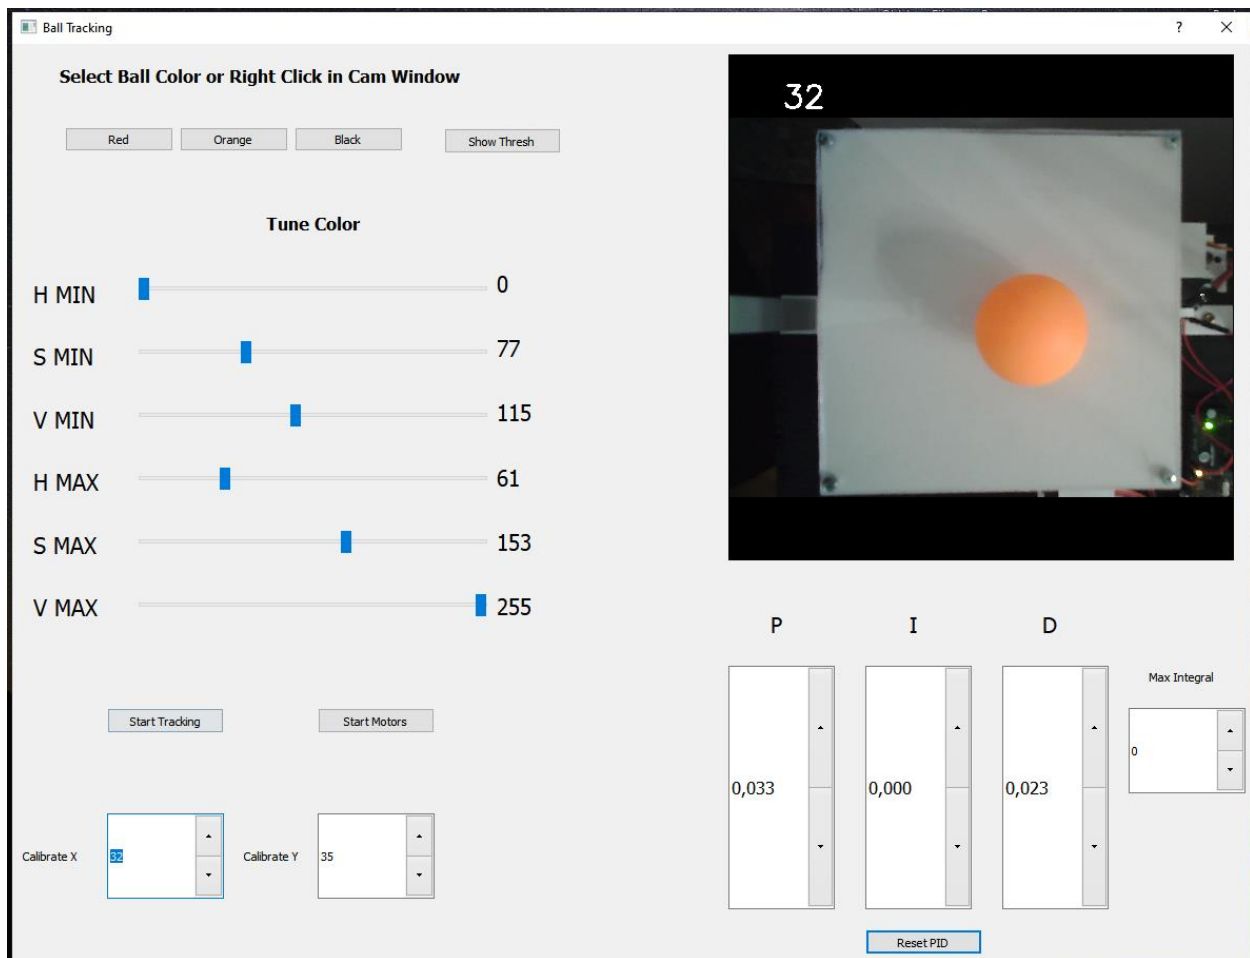 Ball Tracking
? 
Select Ball Color or Right Click in Cam Window
Red Orange Black Show Thresh
Tune Color
H MIN 0
S MIN 77
V MIN 115
H MAX 61
S MAX 153
V MAX 255
Start Tracking Start Motors
Calibrate X 32 Calibrate Y 35
32
P I D
Max Integral
0,033 0,000 0,023 0
Reset PID